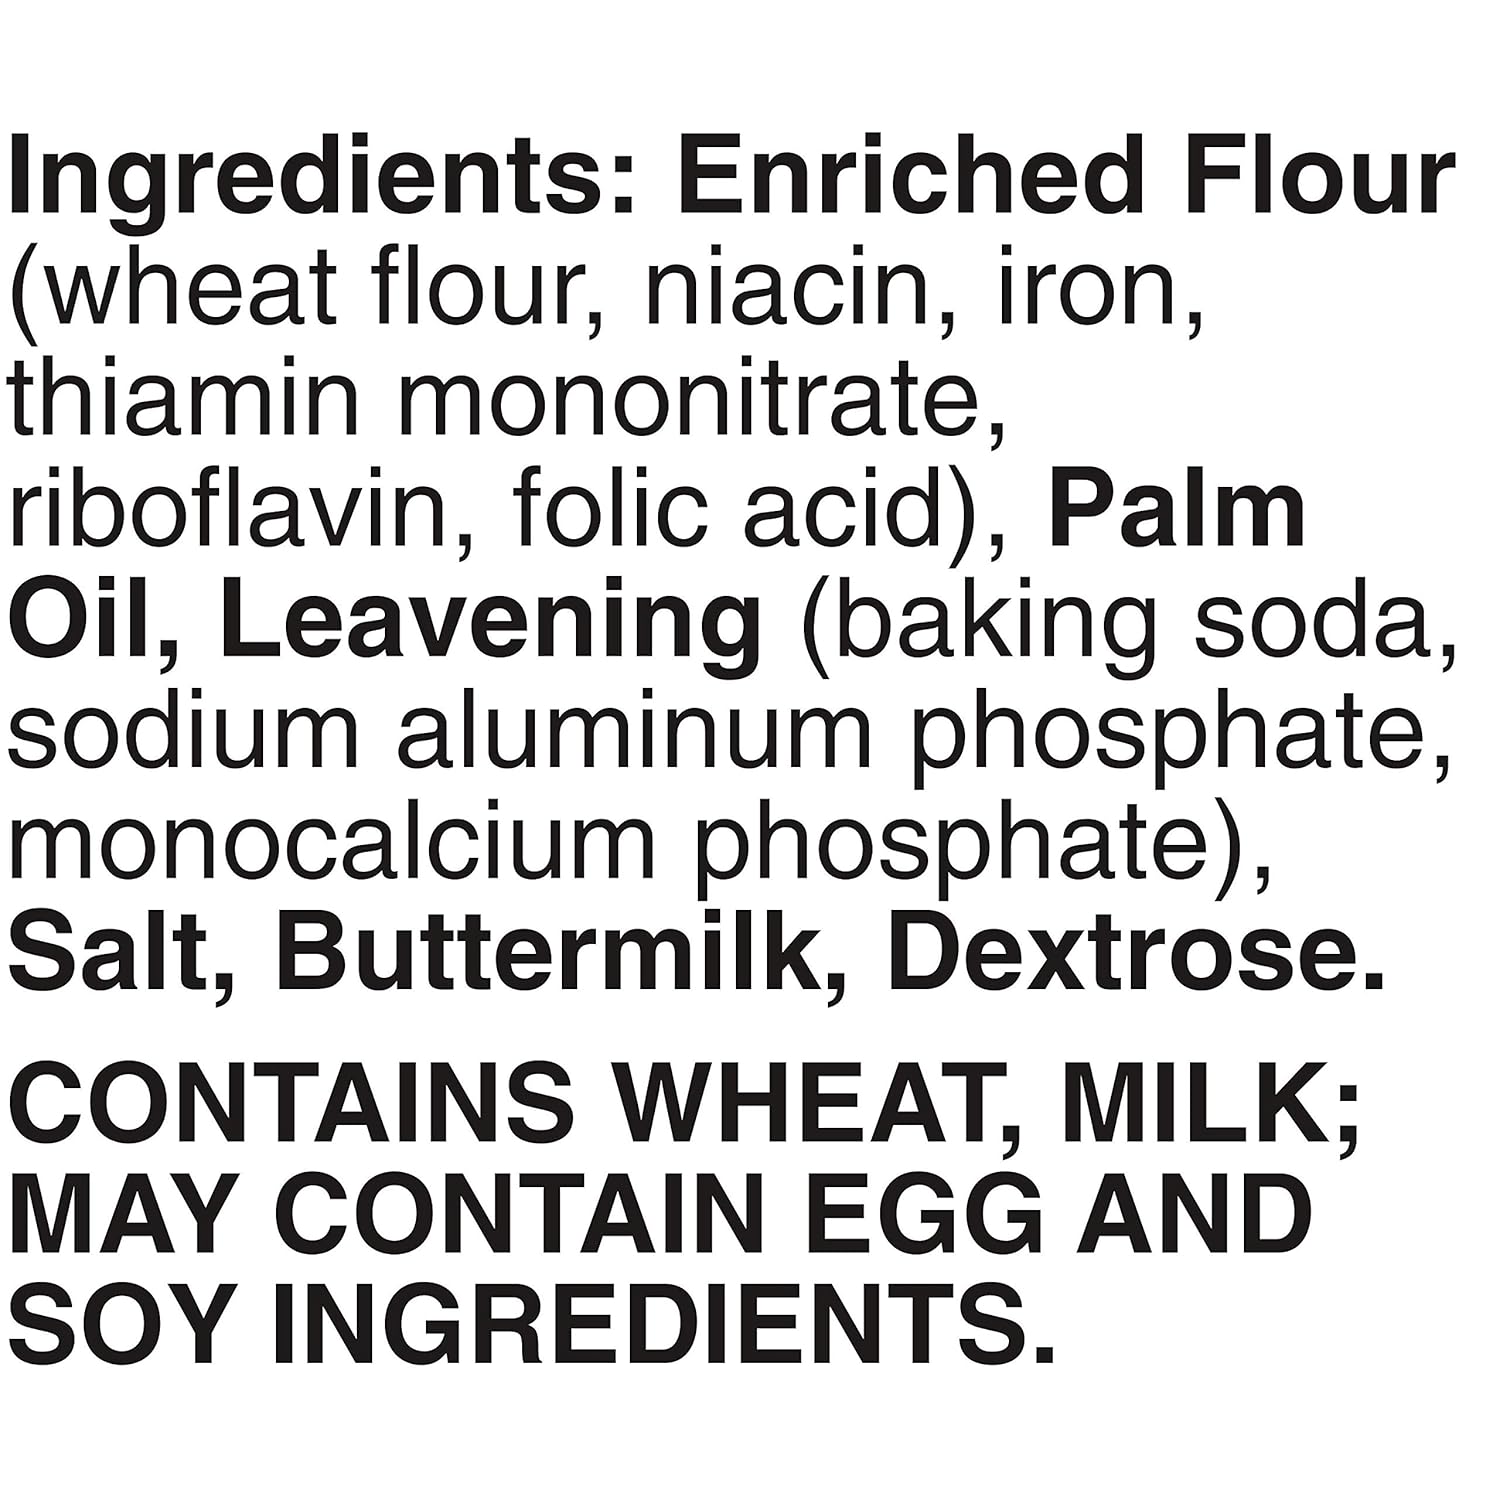 Ingredients: Enriched Flour
(wheat flour, niacin, iron,
thiamin mononitrate,
riboflavin, folic acid), Palm
Oil, Leavening (baking soda,
sodium aluminum phosphate,
monocalcium phosphate),
Salt, Buttermilk, Dextrose.
CONTAINS WHEAT, MILK;
MAY CONTAIN EGG AND
SOY INGREDIENTS.